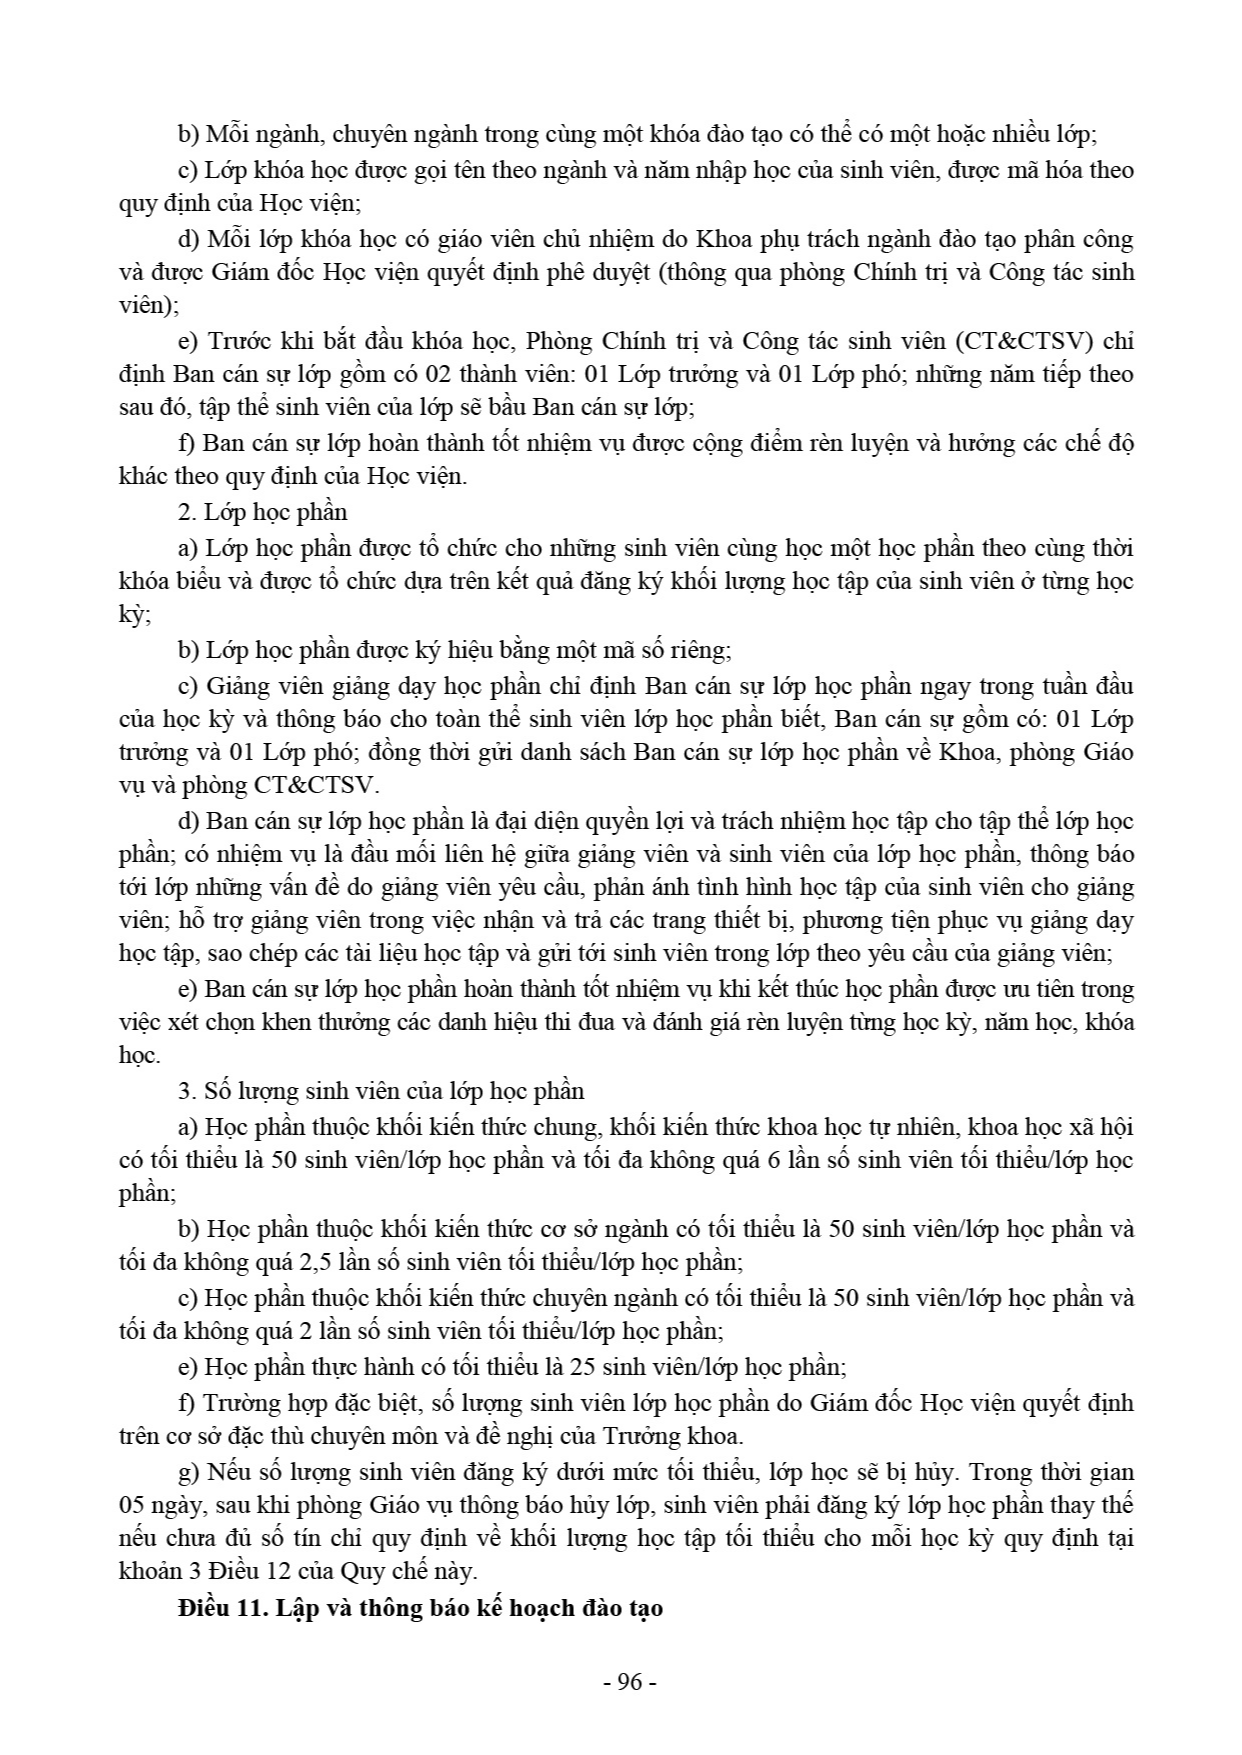 b) Mỗi ngành, chuyên ngành trong cùng một khóa đào tạo có thể có một hoặc nhiều lớp;
c) Lớp khóa học được gọi tên theo ngành và năm nhập học của sinh viên, được mã hóa theo
quy định của Học viện;
d) Mỗi lớp khóa học có giáo viên chủ nhiệm do Khoa phụ trách ngành đào tạo phân công
và được Giám đốc Học viện quyết định phê duyệt (thông qua phòng Chính trị và Công tác sinh
viên);
e) Trước khi bắt đầu khóa học, Phòng Chính trị và Công tác sinh viên (CT&CTSV) chỉ
định Ban cán sự lớp gồm có 02 thành viên: 01 Lớp trưởng và 01 Lớp phó; những năm tiếp theo
sau đó, tập thể sinh viên của lớp sẽ bầu Ban cán sự lớp;
f) Ban cán sự lớp hoàn thành tốt nhiệm vụ được cộng điểm rèn luyện và hưởng các chế độ
khác theo quy định của Học viện.
2. Lớp học phần
a) Lớp học phần được tổ chức cho những sinh viên cùng học một học phần theo cùng thời
khóa biểu và được tổ chức dựa trên kết quả đăng ký khối lượng học tập của sinh viên ở từng học
kỳ;
b) Lớp học phần được ký hiệu bằng một mã số riêng;
c) Giảng viên giảng dạy học phần chỉ định Ban cán sự lớp học phần ngay trong tuần đầu
của học kỳ và thông báo cho toàn thể sinh viên lớp học phần biết, Ban cán sự gồm có: 01 Lớp
trưởng và 01 Lớp phó; đồng thời gửi danh sách Ban cán sự lớp học phần về Khoa, phòng Giáo
vụ và phòng CT&CTSV.
d) Ban cán sự lớp học phần là đại diện quyền lợi và trách nhiệm học tập cho tập thể lớp học
phần; có nhiệm vụ là đầu mối liên hệ giữa giảng viên và sinh viên của lớp học phần, thông báo
tới lớp những vấn đề do giảng viên yêu cầu, phản ánh tình hình học tập của sinh viên cho giảng
viên; hỗ trợ giảng viên trong việc nhận và trả các trang thiết bị, phương tiện phục vụ giảng dạy
học tập, sao chép các tài liệu học tập và gửi tới sinh viên trong lớp theo yêu cầu của giảng viên;
e) Ban cán sự lớp học phần hoàn thành tốt nhiệm vụ khi kết thúc học phần được ưu tiên trong
việc xét chọn khen thưởng các danh hiệu thi đua và đánh giá rèn luyện từng học kỳ, năm học, khóa
học.
3. Số lượng sinh viên của lớp học phần
a) Học phần thuộc khối kiến thức chung, khối kiến thức khoa học tự nhiên, khoa học xã hội
có tối thiểu là 50 sinh viên/lớp học phần và tối đa không quá 6 lần số sinh viên tối thiểu/lớp học
phần;
b) Học phần thuộc khối kiến thức cơ sở ngành có tối thiểu là 50 sinh viên/lớp học phần và
tối đa không quá 2,5 lần số sinh viên tối thiểu/lớp học phần;
c) Học phần thuộc khối kiến thức chuyên ngành có tối thiểu là 50 sinh viên/lớp học phần và
tối đa không quá 2 lần số sinh viên tối thiểu/lớp học phần;
e) Học phần thực hành có tối thiểu là 25 sinh viên/lớp học phần;
f) Trường hợp đặc biệt, số lượng sinh viên lớp học phần do Giám đốc Học viện quyết định
trên cơ sở đặc thù chuyên môn và đề nghị của Trưởng khoa.
g) Nếu số lượng sinh viên đăng ký dưới mức tối thiểu, lớp học sẽ bị hủy. Trong thời gian
05 ngày, sau khi phòng Giáo vụ thông báo hủy lớp, sinh viên phải đăng ký lớp học phần thay thế
nếu chưa đủ số tín chỉ quy định về khối lượng học tập tối thiểu cho mỗi học kỳ quy định tại
khoản 3 Điều 12 của Quy chế này.
Điều 11. Lập và thông báo kế hoạch đào tạo
- 96 -